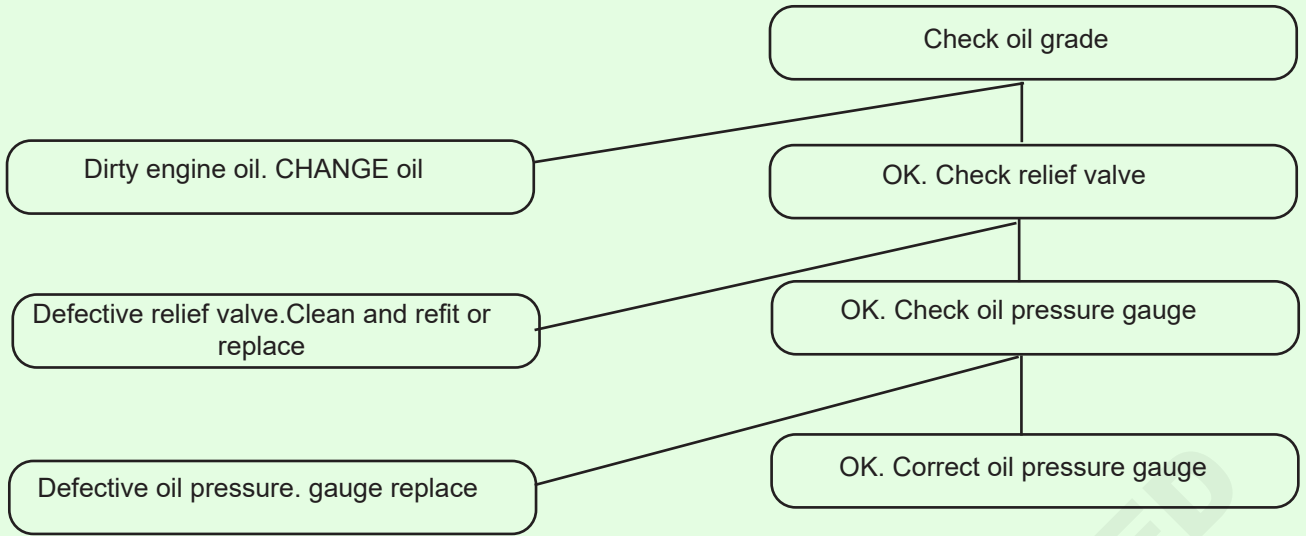 Check oil grade
Dirty engine oil. CHANGE oil
OK. Check relief valve
Defective relief valve.Clean and refit or
replace
OK. Check oil pressure gauge
Defective oil pressure. gauge replace
OK. Correct oil pressure gauge